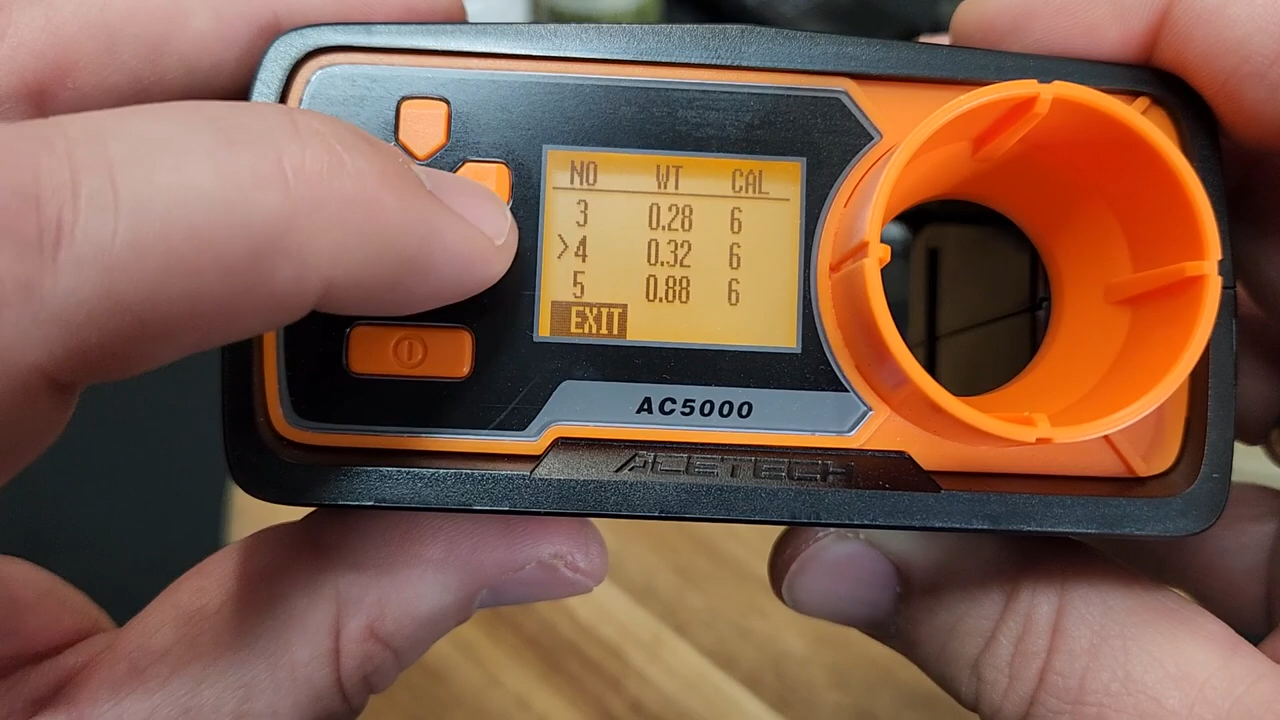 NO WT CAL
3 0.28 6
>4 0.32 6
5 0.88 6
EXIT
AC5000
ACETECH